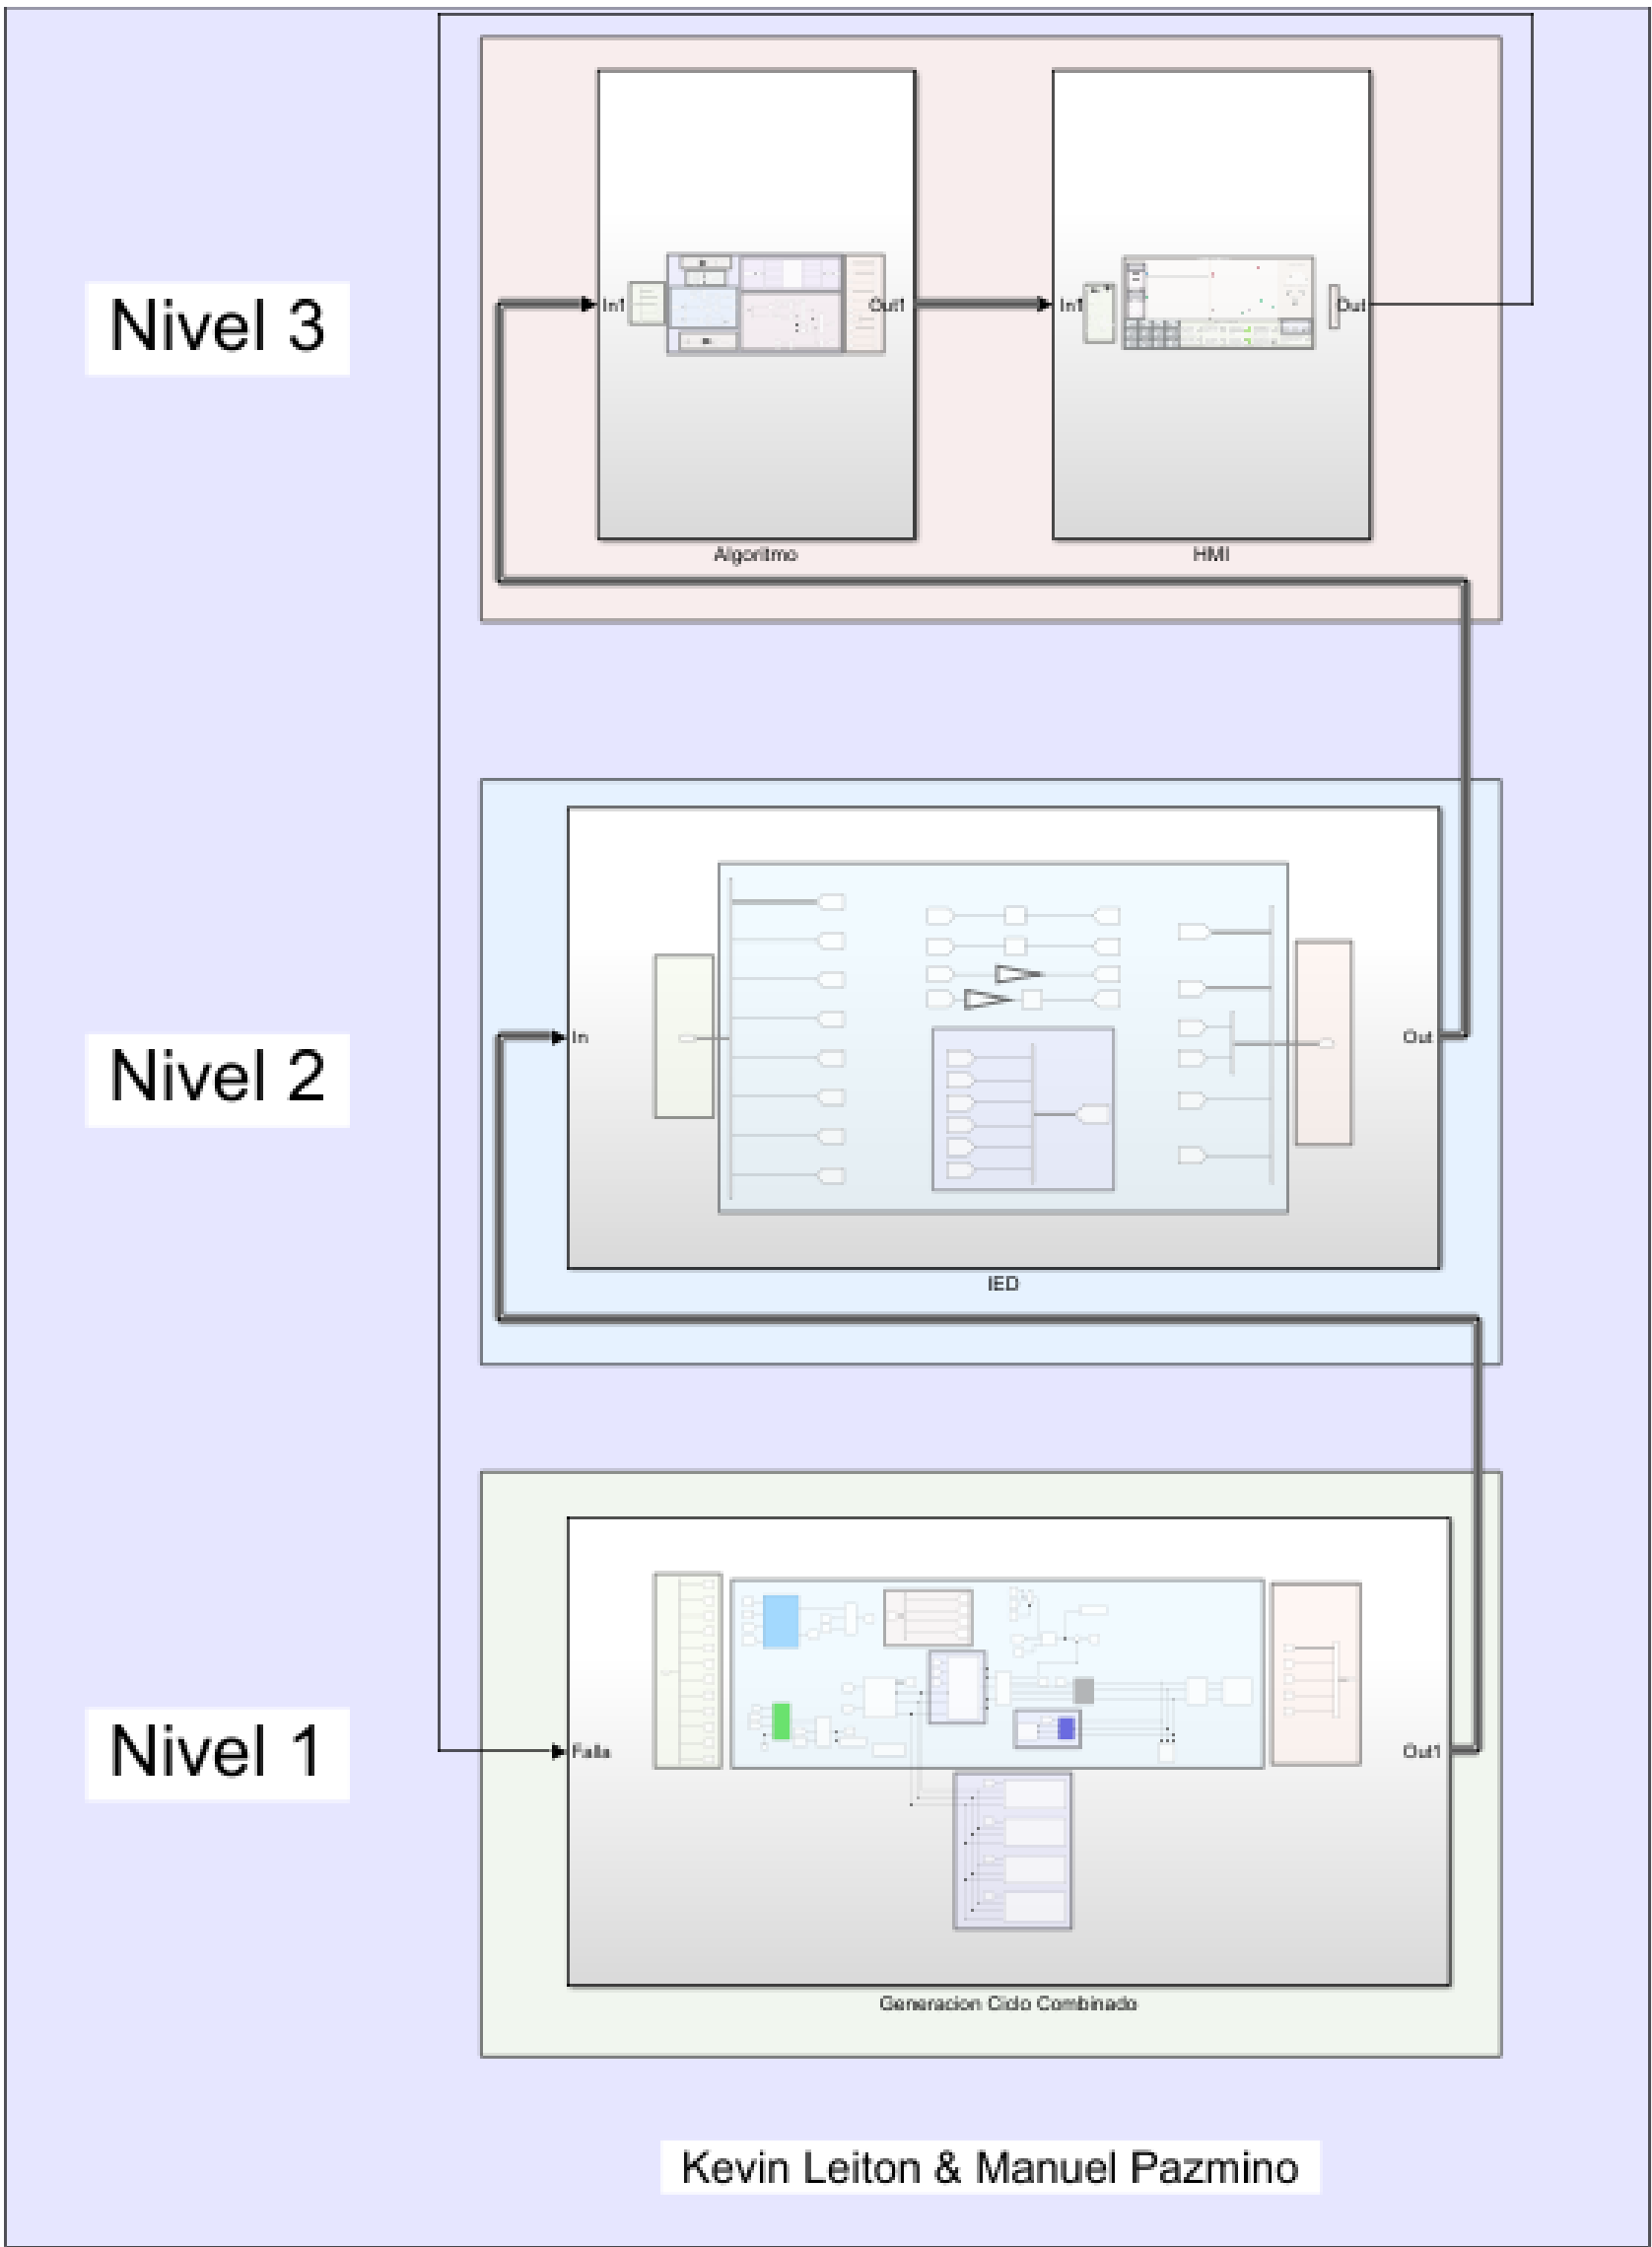 Nivel 3
In1
Out1
In1
Out
Algoritmo
HMI
Nivel 2
In
Out
IED
Nivel 1
Falla
Out1
Generacion Ciclo Combinado
Kevin Leiton & Manuel Pazmino